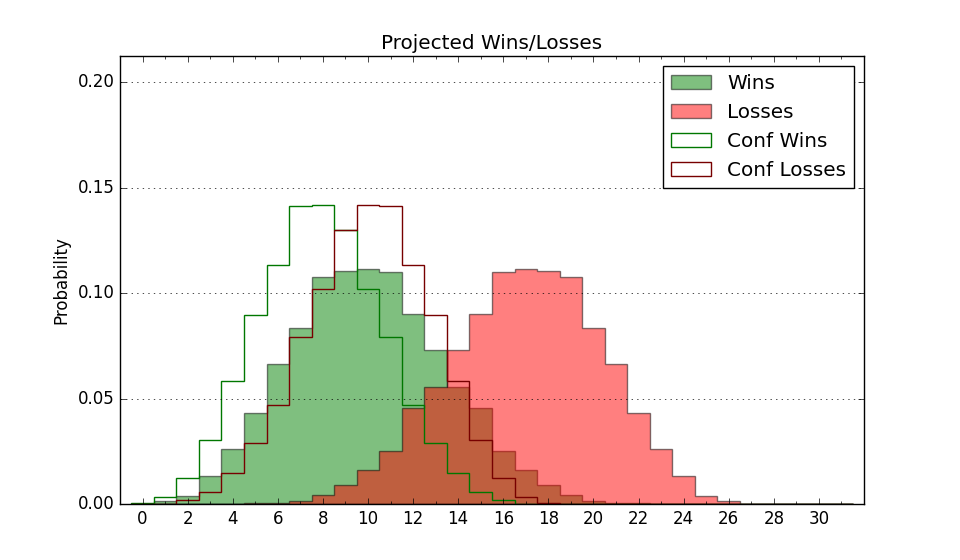 Projected Wins/Losses
Wins
Losses
Conf Wins
Conf Losses
Probability
0.20
0.15
0.10
0.05
0.00
0 2 4 6 8 10 12 14 16 18 20 22 24 26 28 30